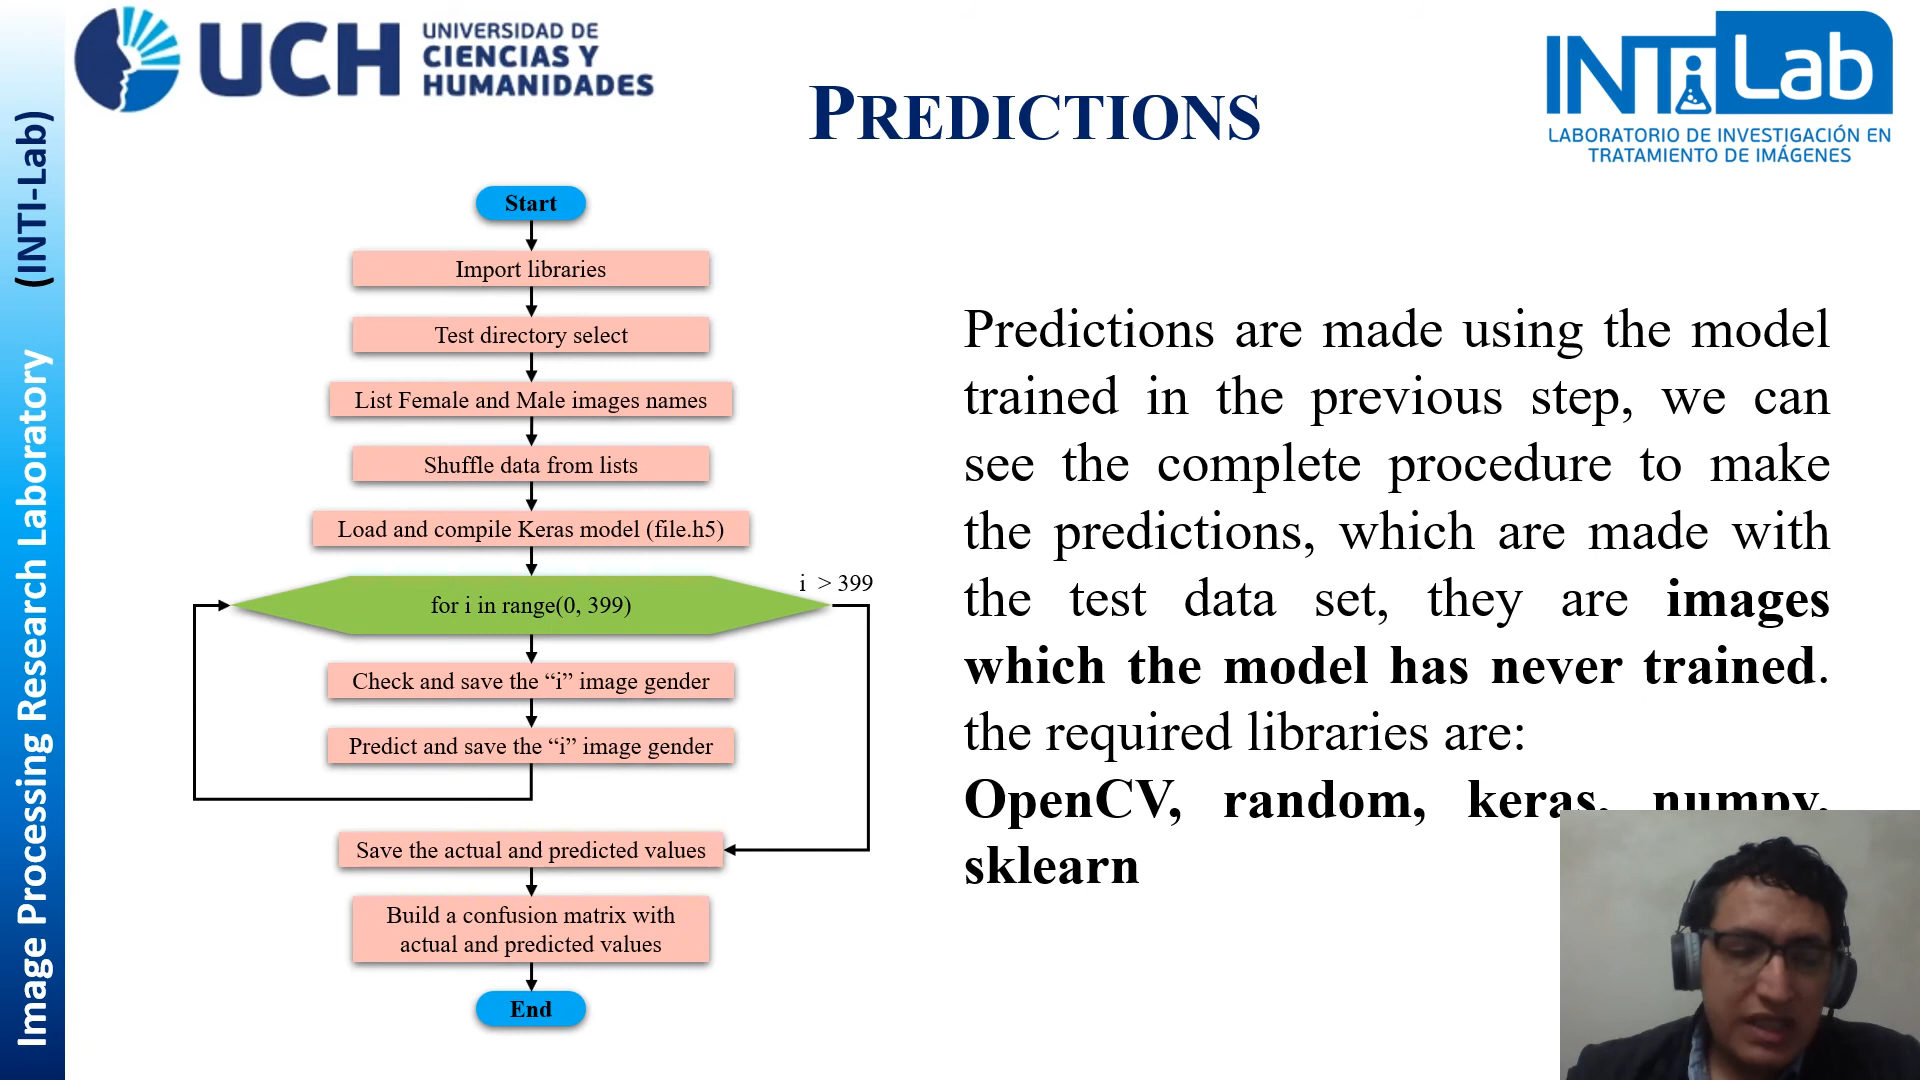 UCH
UNIVERSIDAD DE
CIENCIAS Y
HUMANIDADES
PREDICTIONS
INTi Lab
LABORATORIO DE INVESTIGACIÓN EN
TRATAMIENTO DE IMÁGENES
Image Processing Research Laboratory (INTI-Lab)
Start
Import libraries
Test directory select
List Female and Male images names
Shuffle data from lists
Load and compile Keras model (file.h5)
for i in range(0, 399)
i > 399
Check and save the “i” image gender
Predict and save the “i” image gender
Save the actual and predicted values
Build a confusion matrix with
actual and predicted values
End
Predictions are made using the model
trained in the previous step, we can
see the complete procedure to make
the predictions, which are made with
the test data set, they are images
which the model has never trained.
the required libraries are:
OpenCV, random, keras, numpy,
sklearn